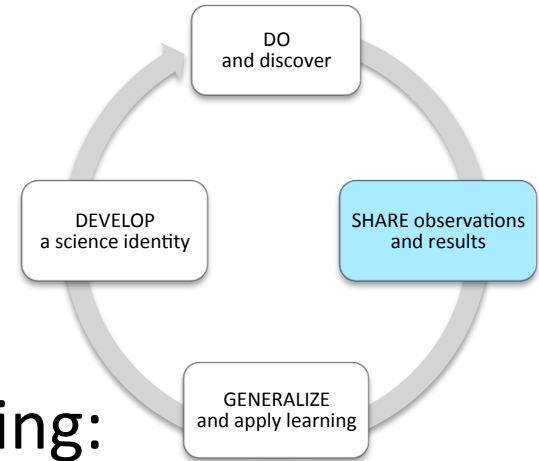 DO
and discover
SHARE observations
and results
GENERALIZE
and apply learning
DEVELOP
a science identity
ing: